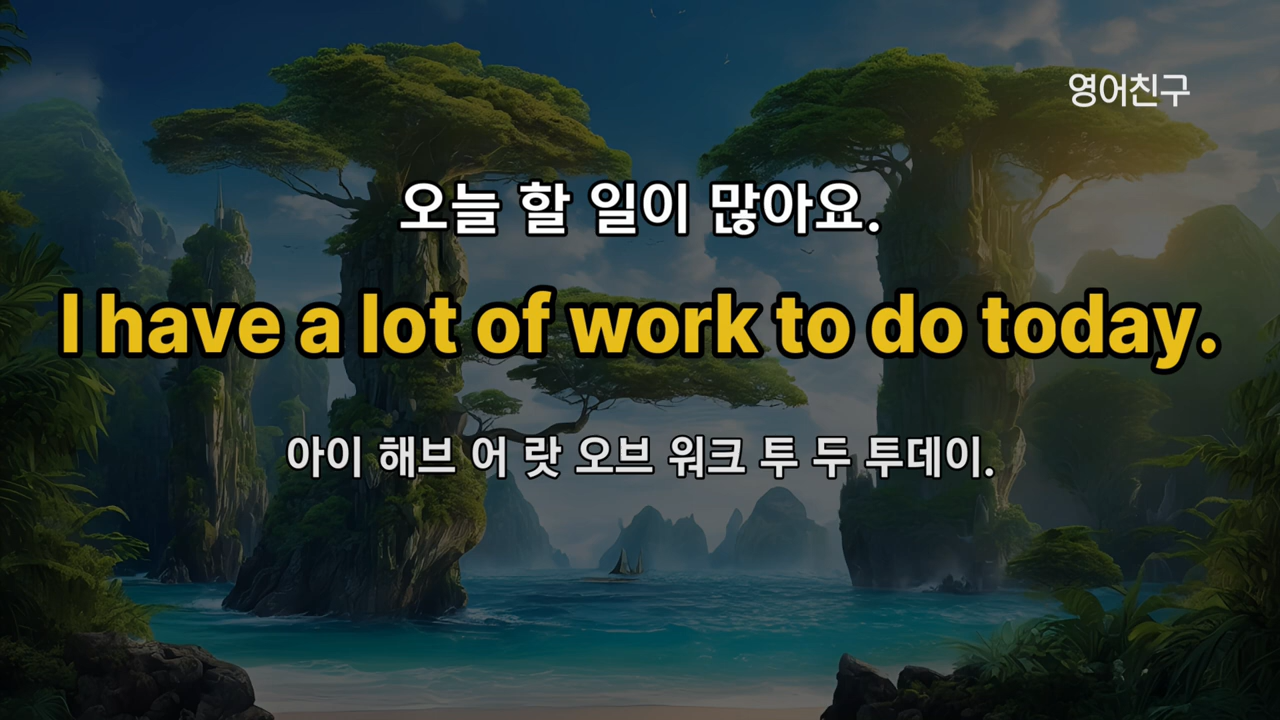 영어친구
오늘 할 일이 많아요.
I have a lot of work to do today.
아이 해브 어 랏 오브 워크 투 두 투데이.